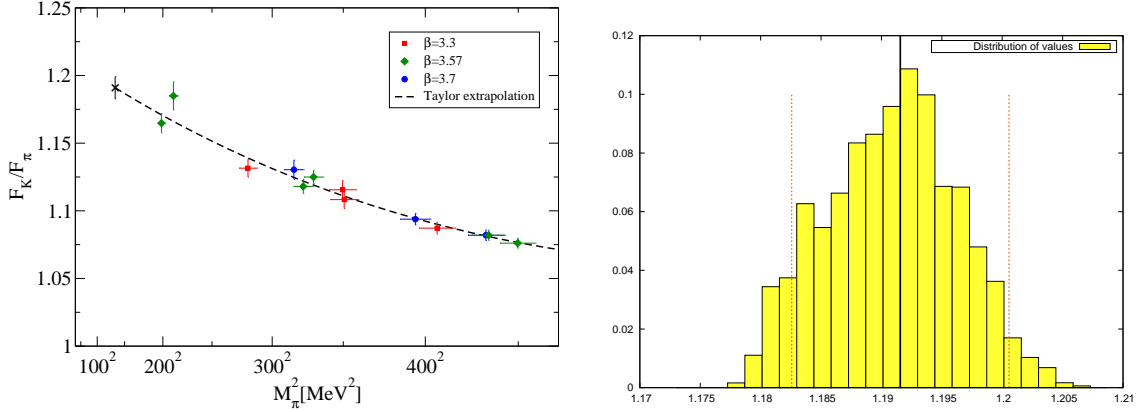 1.25
1.2
1.15
1.1
1.05
1
F_K/F_π
100² 200² 300² 400²
M_π²[MeV²]
β=3.3
β=3.57
β=3.7
Taylor extrapolation
0.12
0.1
0.08
0.06
0.04
0.02
0
Distribution of values
1.17 1.175 1.18 1.185 1.19 1.195 1.2 1.205 1.21